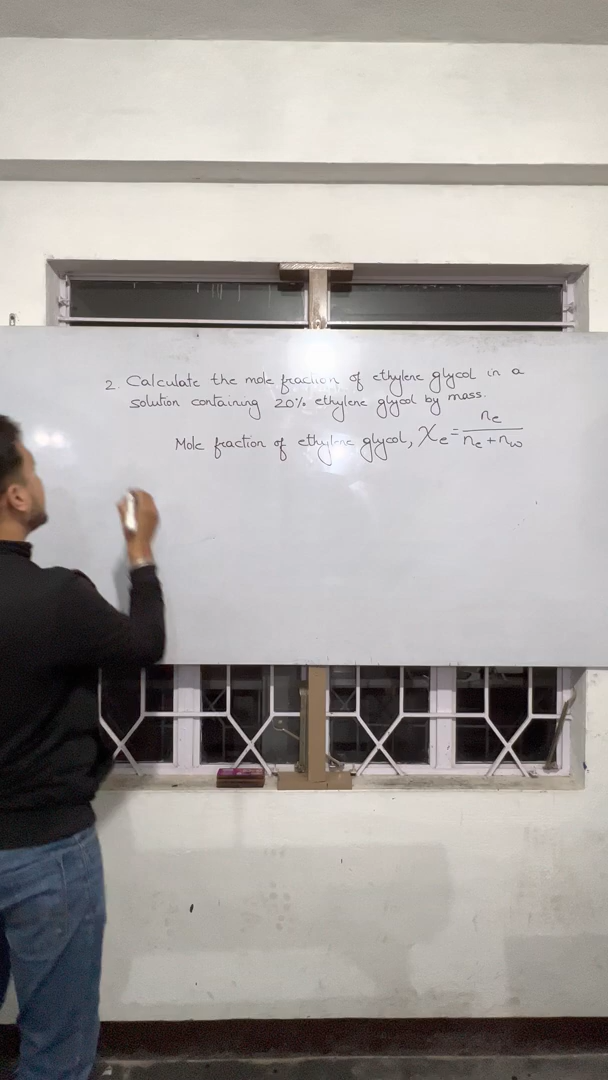 2. Calculate the mole fraction of ethylene glycol in a
solution containing 20% ethylene glycol by mass.
Mole fraction of ethylene glycol, χe = ne / (ne + nw)